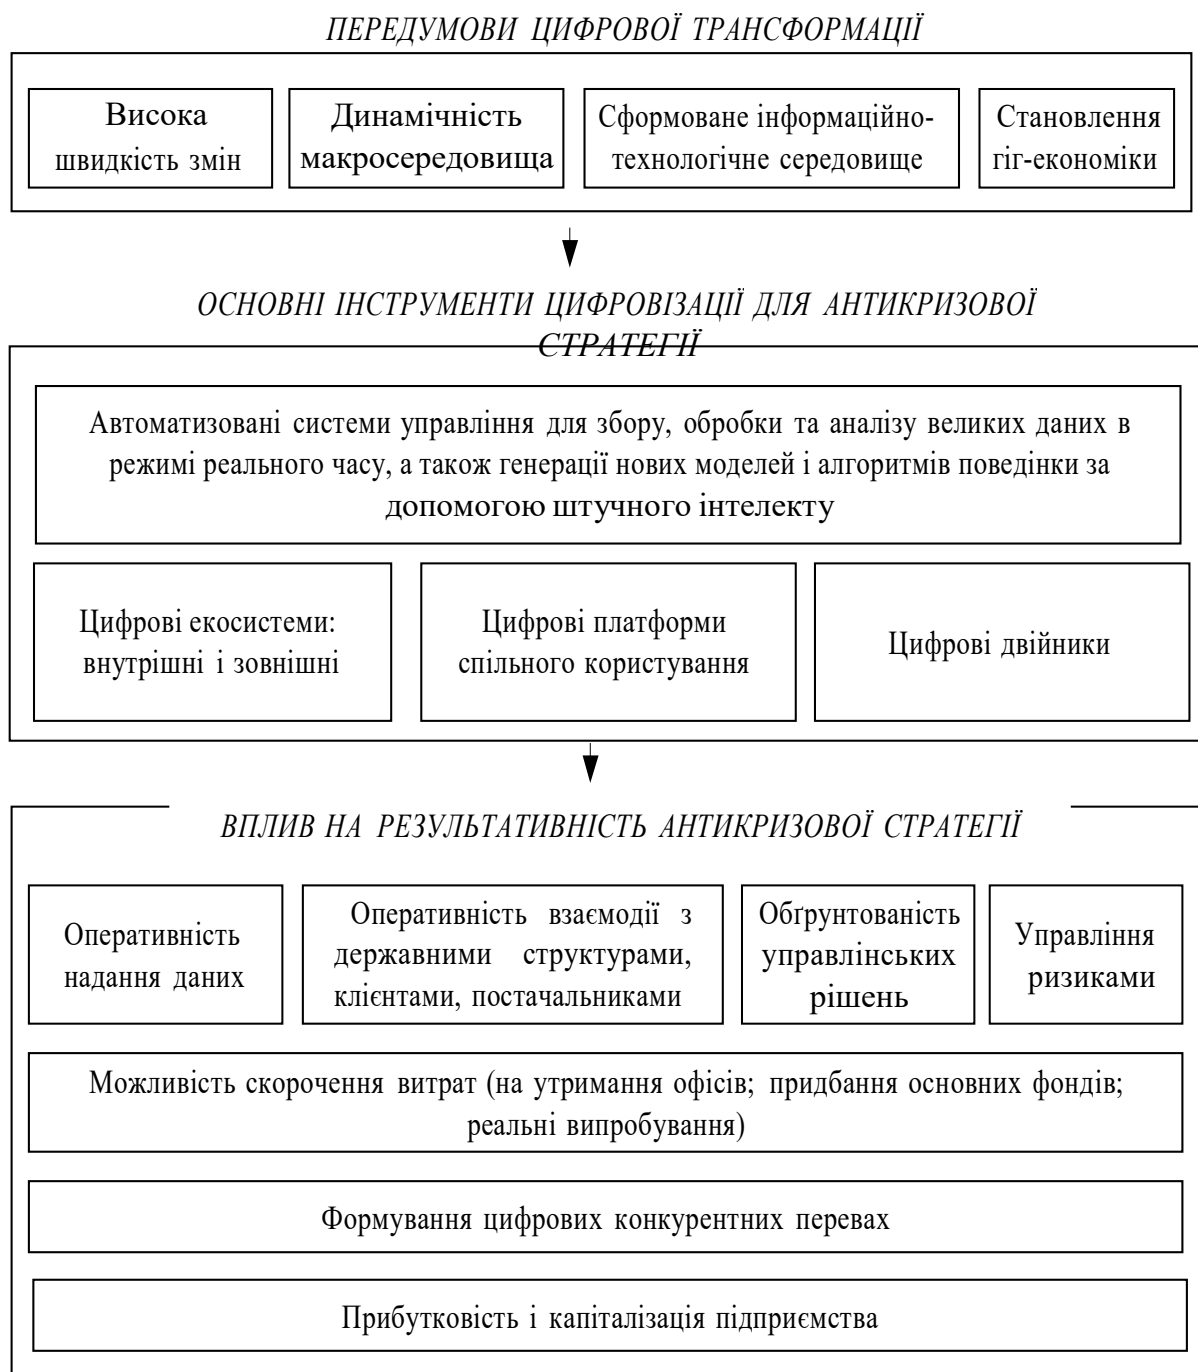 ПЕРЕДУМОВИ ЦИФРОВОЇ ТРАНСФОРМАЦІЇ
Висока
швидкість змін
Динамічність
макросередовища
Сформоване інформаційно-
технологічне середовище
Становлення
гіг-економіки
ОСНОВНІ ІНСТРУМЕНТИ ЦИФРОВІЗАЦІЇ ДЛЯ АНТИКРИЗОВОЇ
СТРАТЕГІЇ
Автоматизовані системи управління для збору, обробки та аналізу великих даних в
режимі реального часу, а також генерації нових моделей і алгоритмів поведінки за
допомогою штучного інтелекту
Цифрові екосистеми:
внутрішні і зовнішні
Цифрові платформи
спільного користування
Цифрові двійники
ВПЛИВ НА РЕЗУЛЬТАТИВНІСТЬ АНТИКРИЗОВОЇ СТРАТЕГІЇ
Оперативність
надання даних
Оперативність взаємодії з
державними структурами,
клієнтами, постачальниками
Обґрунтованість
управлінських
рішень
Управління
ризиками
Можливість скорочення витрат (на утримання офісів; придбання основних фондів;
реальні випробування)
Формування цифрових конкурентних перевах
Прибутковість і капіталізація підприємства